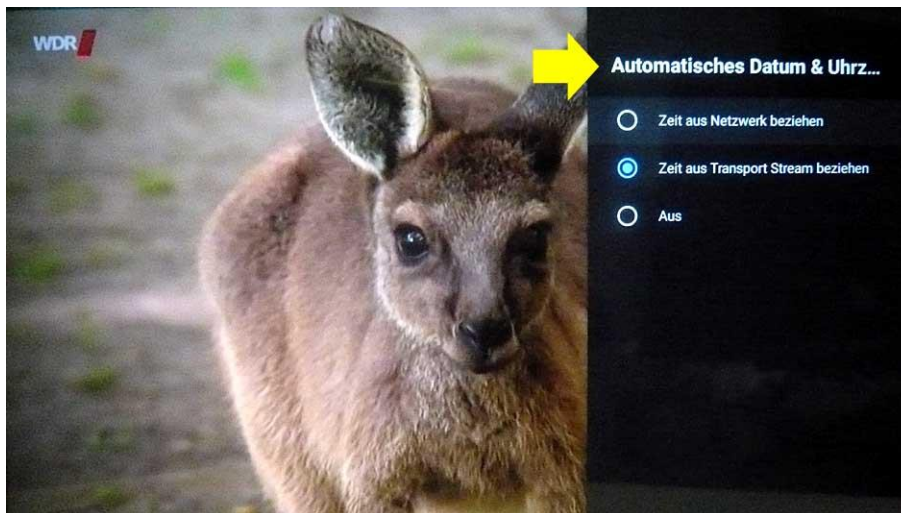 WDR
Automatisches Datum & Uhrz...
Zeit aus Netzwerk beziehen
Zeit aus Transport Stream beziehen
Aus